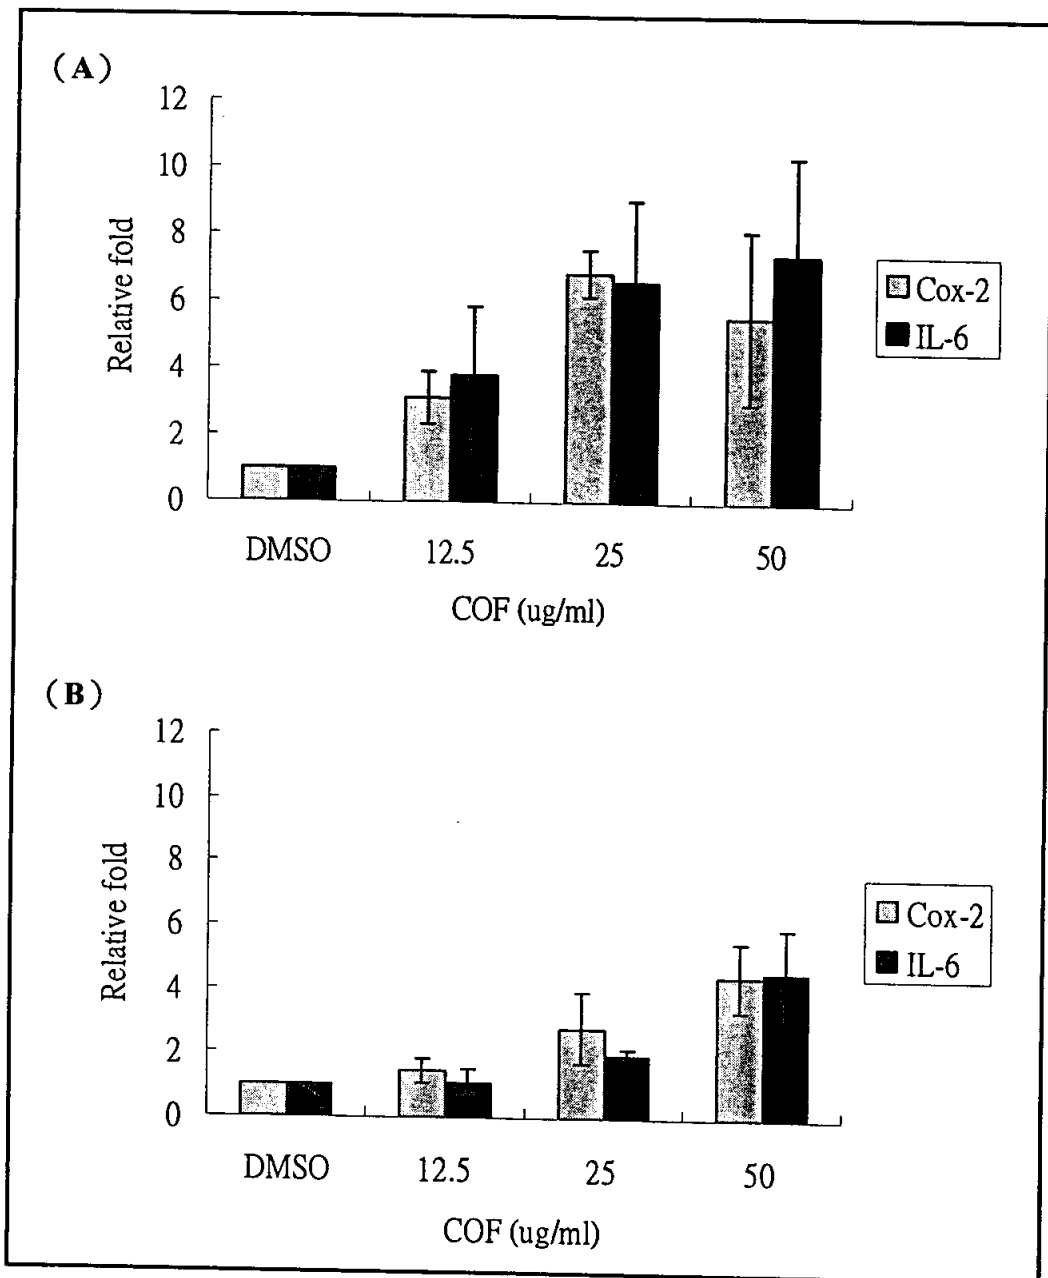 (A)
12
10
8
6
4
2
0
Relative fold
Cox-2
IL-6
DMSO 12.5 25 50
COF (ug/ml)
(B)
12
10
8
6
4
2
0
Relative fold
Cox-2
IL-6
DMSO 12.5 25 50
COF (ug/ml)